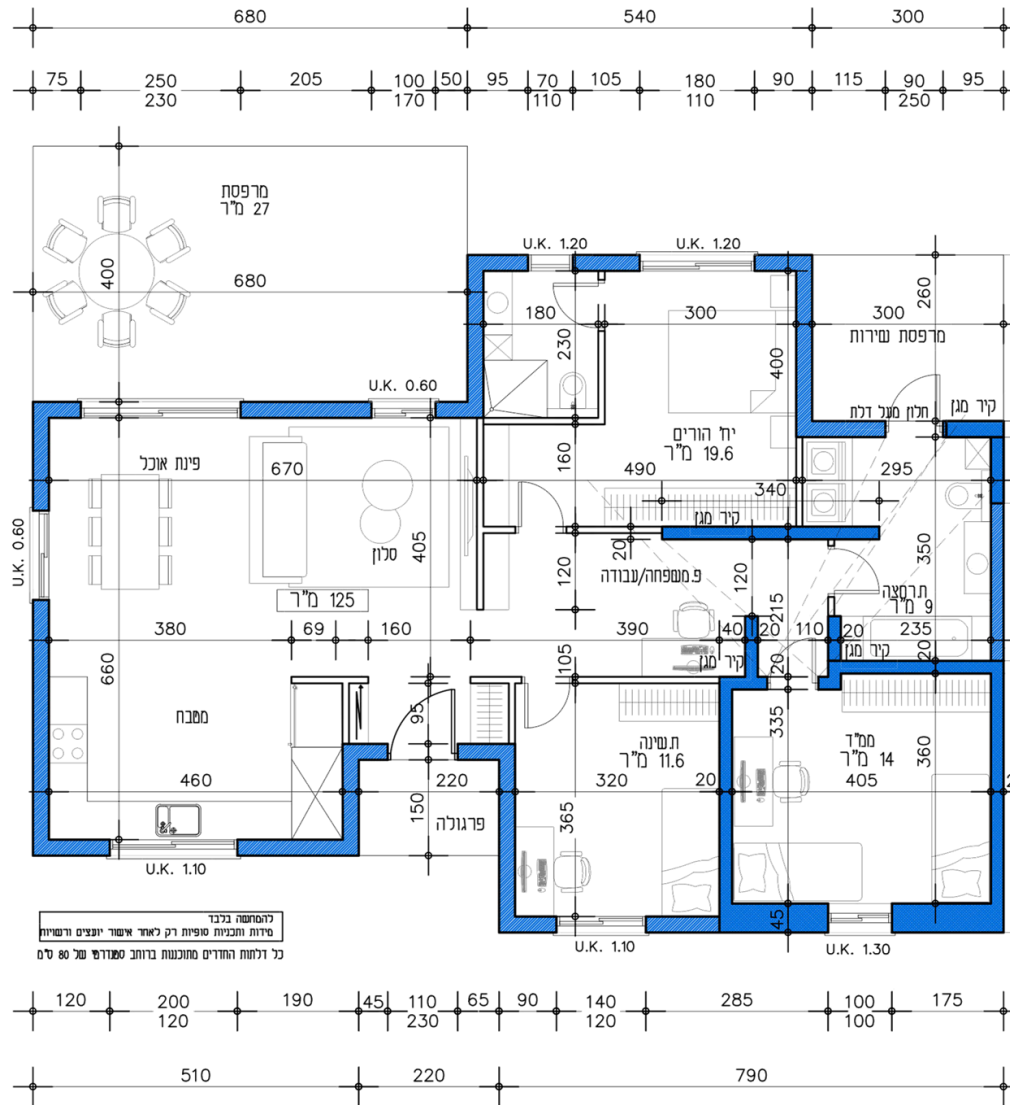 680 540 300
75 250 205 100 50 95 70 105 180 90 115 90 95
230 170 110 110 250
מרפסת
27 מ"ר
400
680
U.K. 1.20
U.K. 1.20
260
180
300
300
230
400
מרפסת שירות
U.K. 0.60
חלון מעל דלת
קיר מגן
יח' הורים
19.6 מ"ר
פינת אוכל
670
160
490
340
295
קיר מגן
U.K. 0.60
סלון
405
20
350
125 מ"ר
120
פ.משפחה/עבודה
120
215
ת.רחצה
9 מ"ר
380
69
160
390
40
20
110
20
235
קיר מגן
קיר מגן
20
20
660
105
מטבח
95
335
ת.שינה
11.6 מ"ר
ממ"ד
14 מ"ר
360
460
220
320
20
405
2
150
פרגולה
365
U.K. 1.10
45
U.K. 1.10
U.K. 1.30
להמחשה בלבד
מידות ותכניות סופיות רק לאחר אישור יועצים ורשויות
כל דלתות החדרים מתוכננות ברוחב סטנדרטי של 80 ס"מ
120 200 190 45 110 65 90 140 285 100 175
120 230 120 100
510 220 790